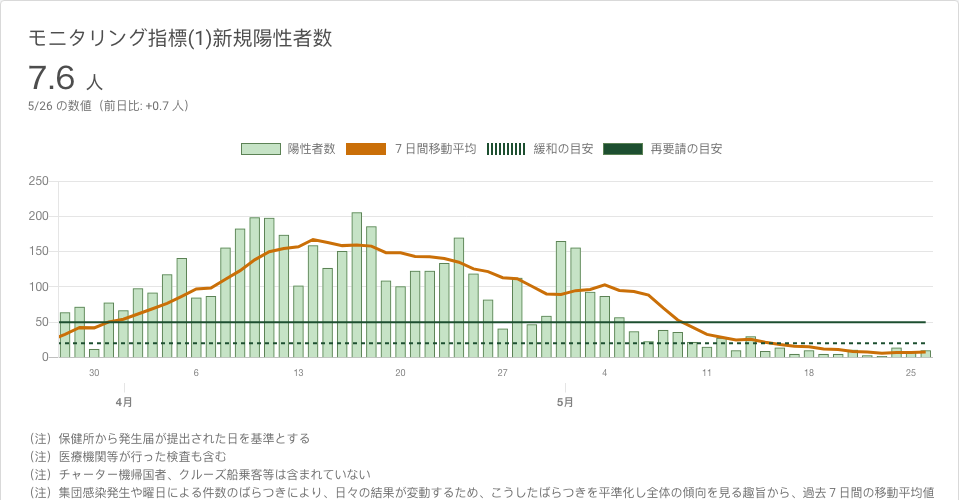 モニタリング指標(1)新規陽性者数
7.6 人
5/26 の数値（前日比: +0.7 人）
陽性者数 ７日間移動平均 緩和の目安 再要請の目安
250
200
150
100
50
0
30 6 13 20 27 4 11 18 25
4月 5月
（注）保健所から発生届が提出された日を基準とする
（注）医療機関等が行った検査も含む
（注）チャーター機帰国者、クルーズ船乗客等は含まれていない
（注）集団感染発生や曜日による件数のばらつきにより、日々の結果が変動するため、こうしたばらつきを平準化し全体の傾向を見る趣旨から、過去７日間の移動平均値